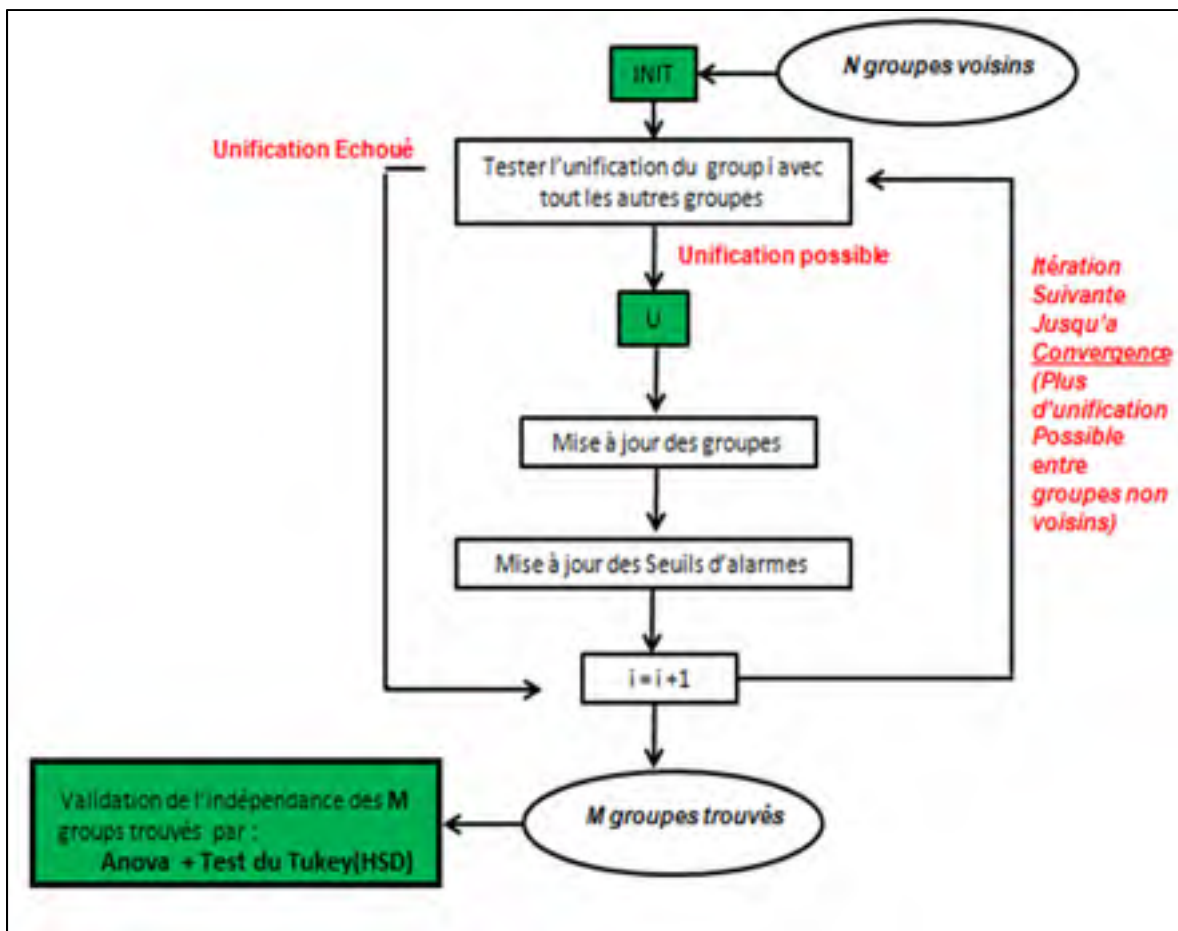 N groupes voisins
INIT
Unification Echoué
Tester l'unification du group i avec
tout les autres groupes
Unification possible
Itération
Suivante
Jusqu'a
Convergence
(Plus
d'unification
Possible
entre
groupes non
voisins)
U
Mise à jour des groupes
Mise à jour des Seuils d'alarmes
i = i +1
M groupes trouvés
Validation de l'indépendance des M
groups trouvés par :
Anova + Test du Tukey(HSD)